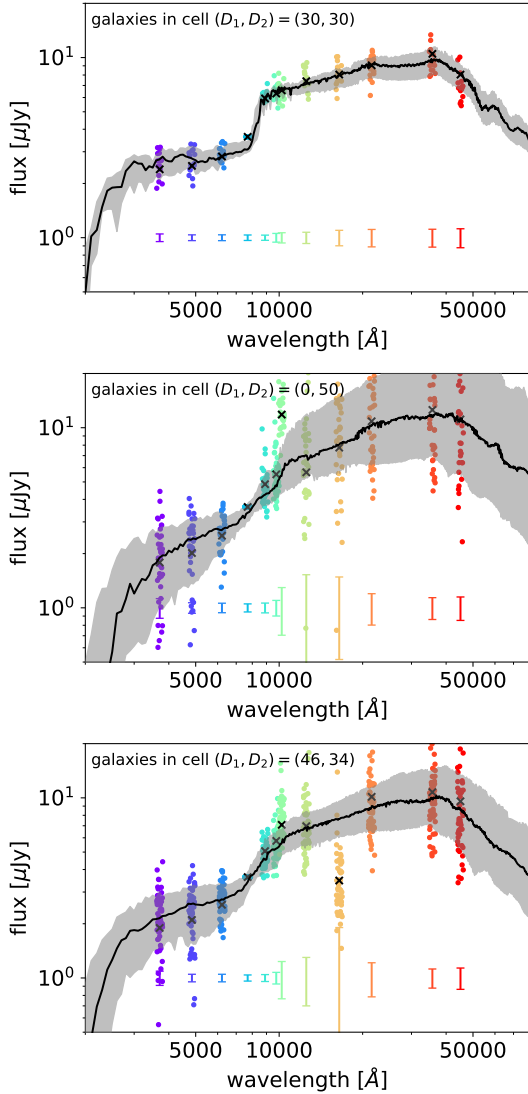 galaxies in cell (D₁, D₂) = (30, 30)
10¹
10⁰
flux [μJy]
5000 10000 50000
wavelength [Å]
galaxies in cell (D₁, D₂) = (0, 50)
10¹
10⁰
flux [μJy]
5000 10000 50000
wavelength [Å]
galaxies in cell (D₁, D₂) = (46, 34)
10¹
10⁰
flux [μJy]
5000 10000 50000
wavelength [Å]